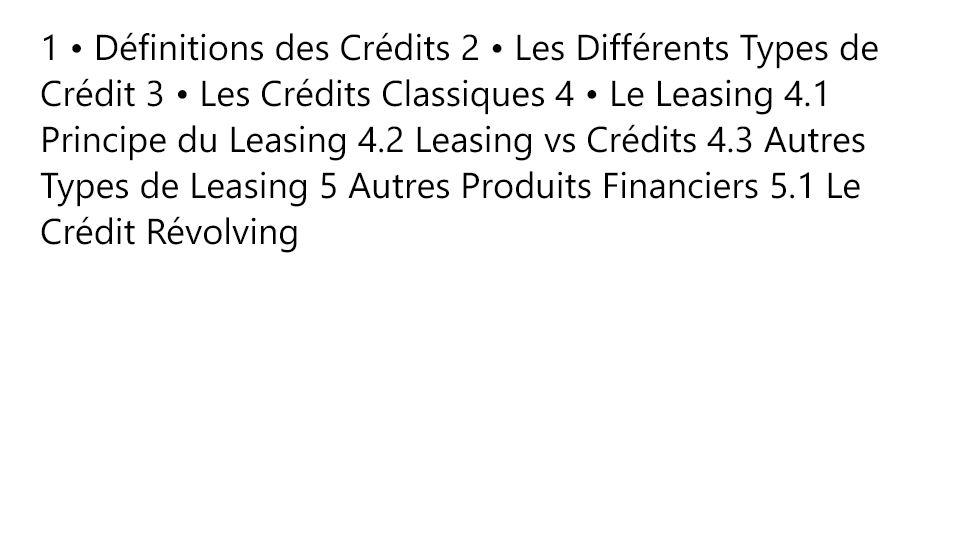 1 • Définitions des Crédits 2 • Les Différents Types de
Crédit 3 • Les Crédits Classiques 4 • Le Leasing 4.1
Principe du Leasing 4.2 Leasing vs Crédits 4.3 Autres
Types de Leasing 5 Autres Produits Financiers 5.1 Le
Crédit Révolving